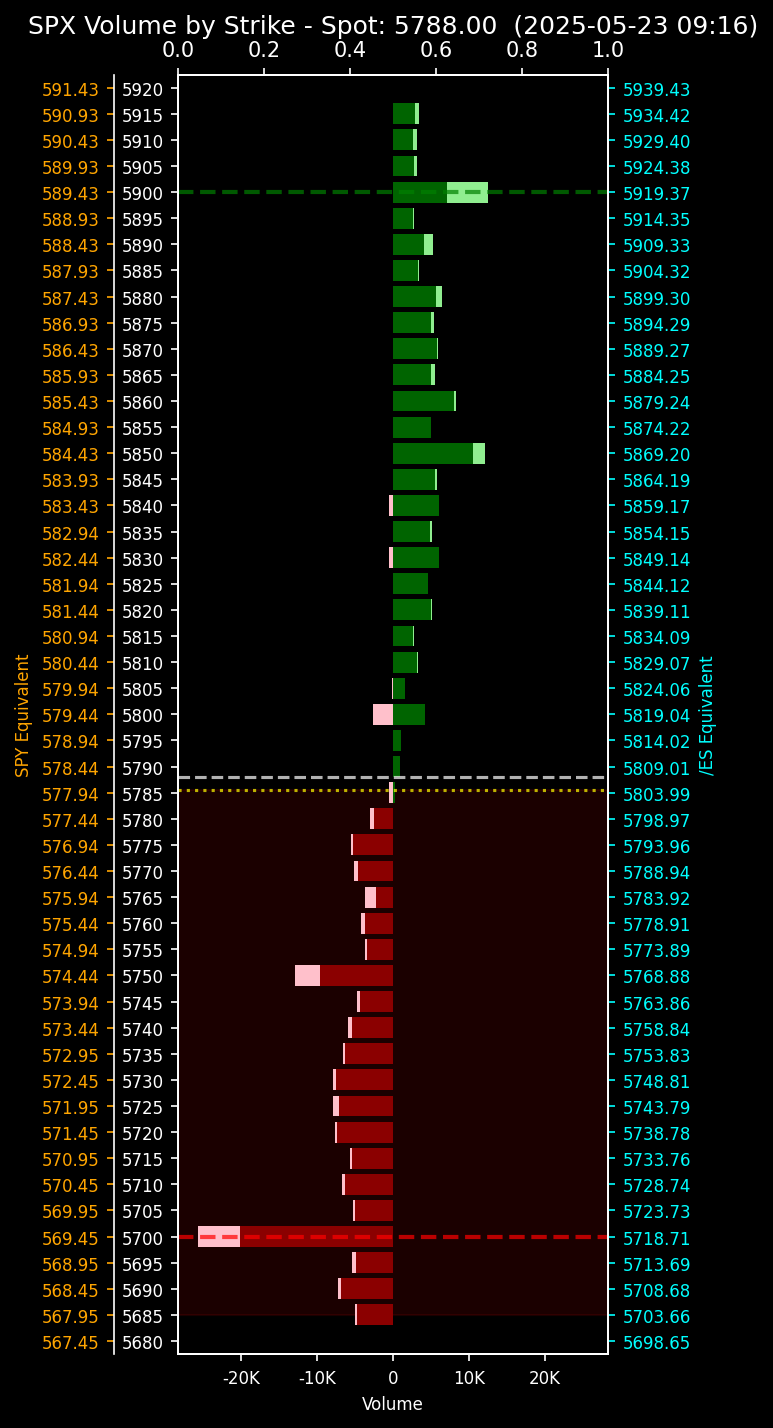 SPX Volume by Strike - Spot: 5788.00  (2025-05-23 09:16)
0.0 0.2 0.4 0.6 0.8 1.0
591.43 5920 5939.43
590.93 5915 5934.42
590.43 5910 5929.40
589.93 5905 5924.38
589.43 5900 5919.37
588.93 5895 5914.35
588.43 5890 5909.33
587.93 5885 5904.32
587.43 5880 5899.30
586.93 5875 5894.29
586.43 5870 5889.27
585.93 5865 5884.25
585.43 5860 5879.24
584.93 5855 5874.22
584.43 5850 5869.20
583.93 5845 5864.19
583.43 5840 5859.17
582.94 5835 5854.15
582.44 5830 5849.14
581.94 5825 5844.12
581.44 5820 5839.11
580.94 5815 5834.09
580.44 5810 5829.07
579.94 5805 5824.06
579.44 5800 5819.04
578.94 5795 5814.02
578.44 5790 5809.01
577.94 5785 5803.99
577.44 5780 5798.97
576.94 5775 5793.96
576.44 5770 5788.94
575.94 5765 5783.92
575.44 5760 5778.91
574.94 5755 5773.89
574.44 5750 5768.88
573.94 5745 5763.86
573.44 5740 5758.84
572.95 5735 5753.83
572.45 5730 5748.81
571.95 5725 5743.79
571.45 5720 5738.78
570.95 5715 5733.76
570.45 5710 5728.74
569.95 5705 5723.73
569.45 5700 5718.71
568.95 5695 5713.69
568.45 5690 5708.68
567.95 5685 5703.66
567.45 5680 5698.65
SPY Equivalent
/ES Equivalent
-20K -10K 0 10K 20K
Volume